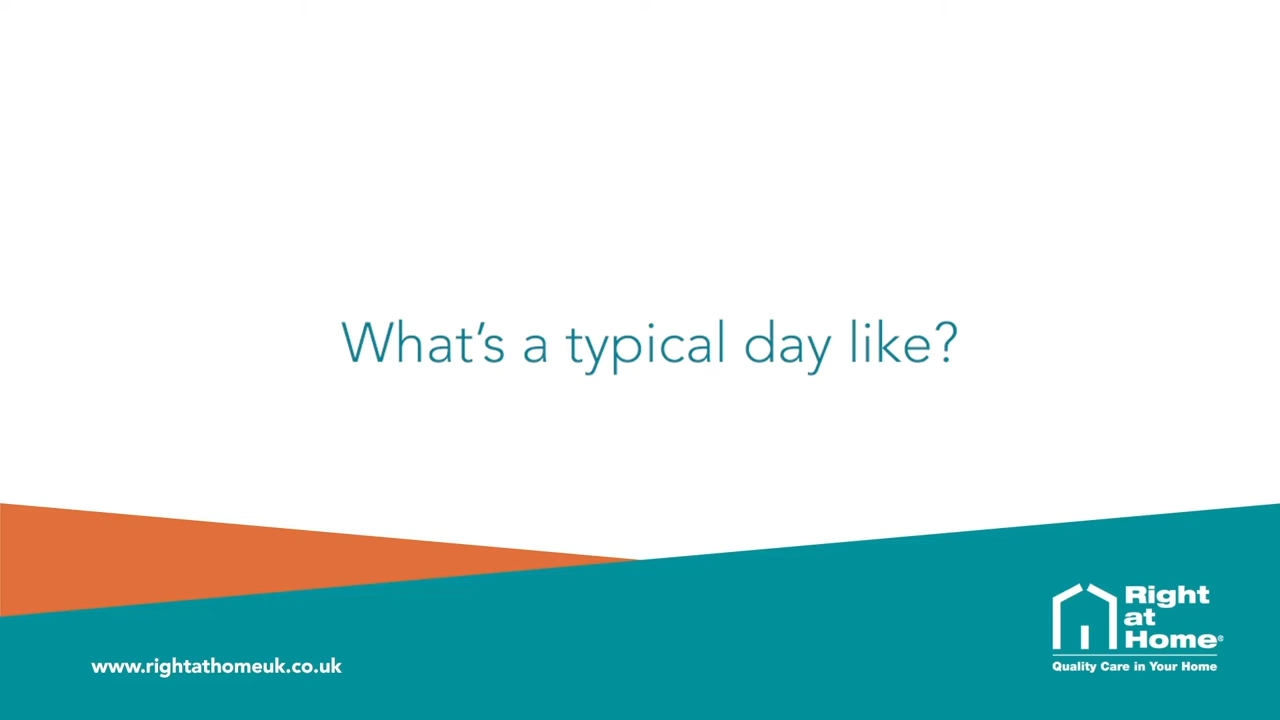 What's a typical day like?
www.rightathomeuk.co.uk
Right
at
Home®
Quality Care in Your Home